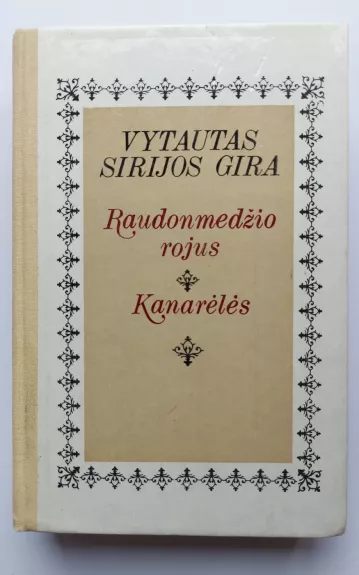 VYTAUTAS
SIRIJOS GIRA
Raudonmedžio
rojus
Kanarėlės